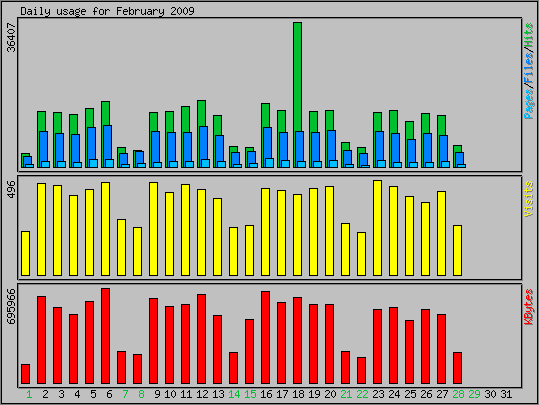 Daily usage for February 2009
36407
Pages/Files/Hits
496
Visits
695966
KBytes
1 2 3 4 5 6 7 8 9 10 11 12 13 14 15 16 17 18 19 20 21 22 23 24 25 26 27 28 29 30 31